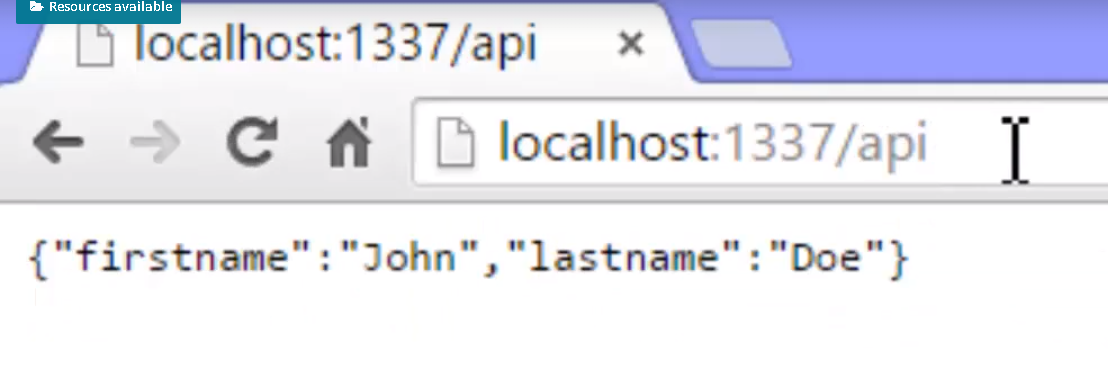 Resources available
localhost:1337/api
localhost:1337/api
{"firstname":"John","lastname":"Doe"}